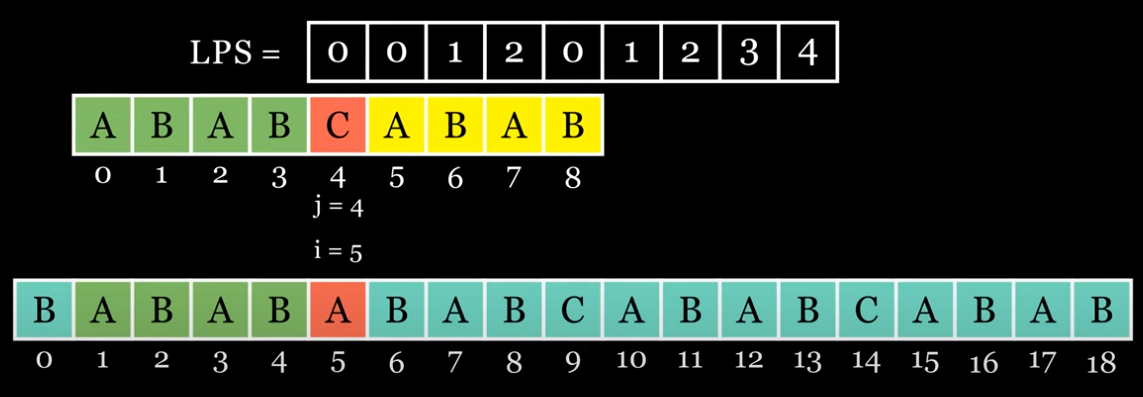 LPS = 0 0 1 2 0 1 2 3 4
A B A B C A B A B
0 1 2 3 4 5 6 7 8
j = 4
i = 5
B A B A B A B A B C A B A B C A B A B
0 1 2 3 4 5 6 7 8 9 10 11 12 13 14 15 16 17 18